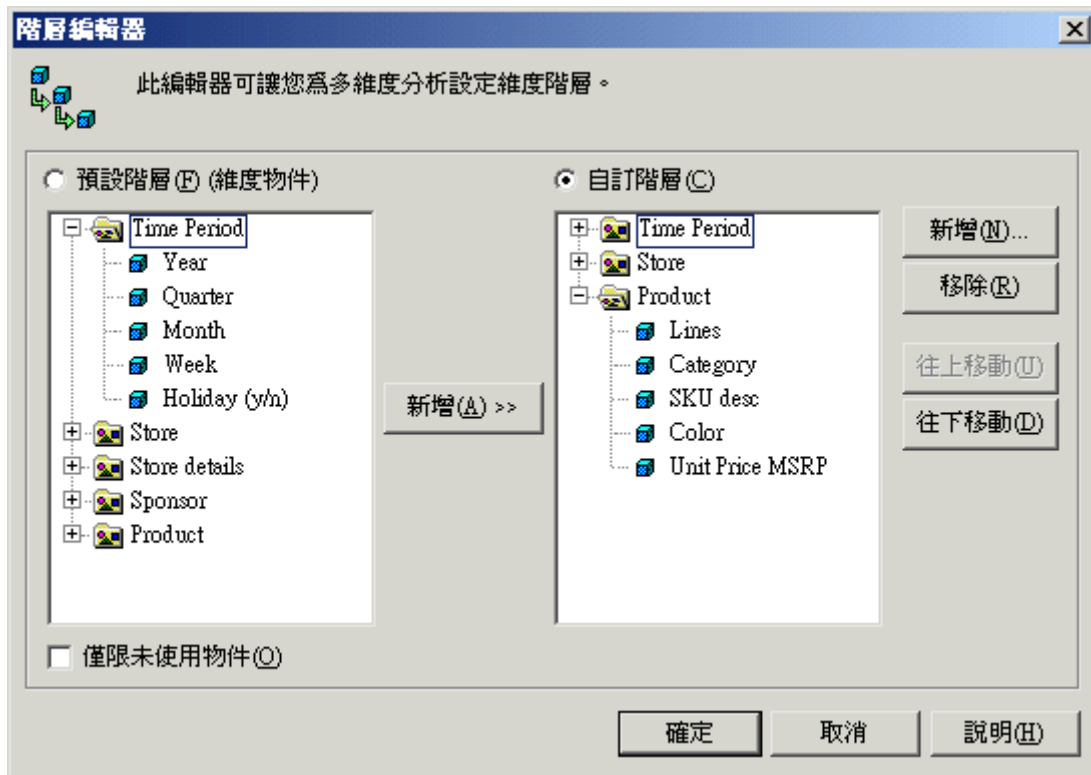 階層編輯器
此編輯器可讓您為多維度分析設定維度階層。
預設階層(F) (維度物件)
Time Period
Year
Quarter
Month
Week
Holiday (y/n)
Store
Store details
Sponsor
Product
新增(A) >>
自訂階層(C)
Time Period
Store
Product
Lines
Category
SKU desc
Color
Unit Price MSRP
新增(N)...
移除(R)
往上移動(U)
往下移動(D)
僅限未使用物件(O)
確定
取消
說明(H)